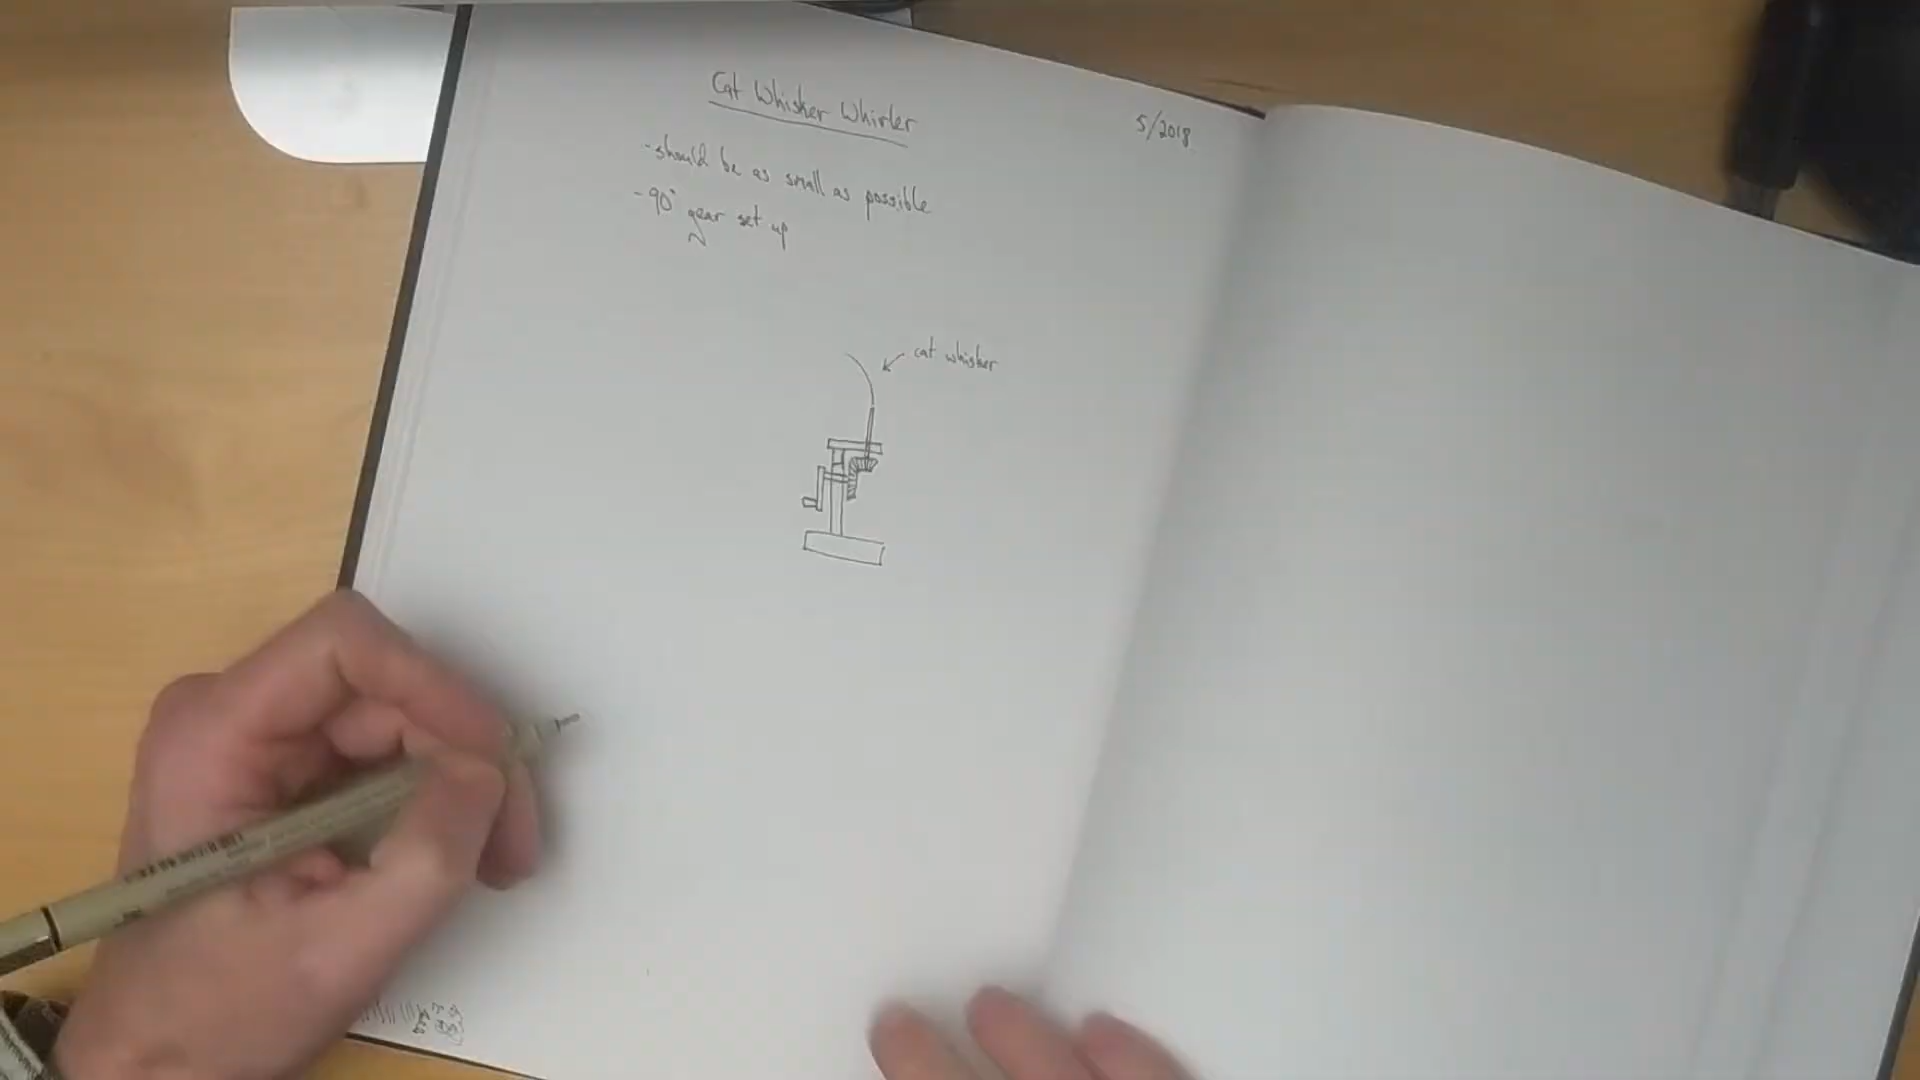 Cat Whisker Whirler
5/2018
-should be as small as possible
-90° gear set up
cat whisker